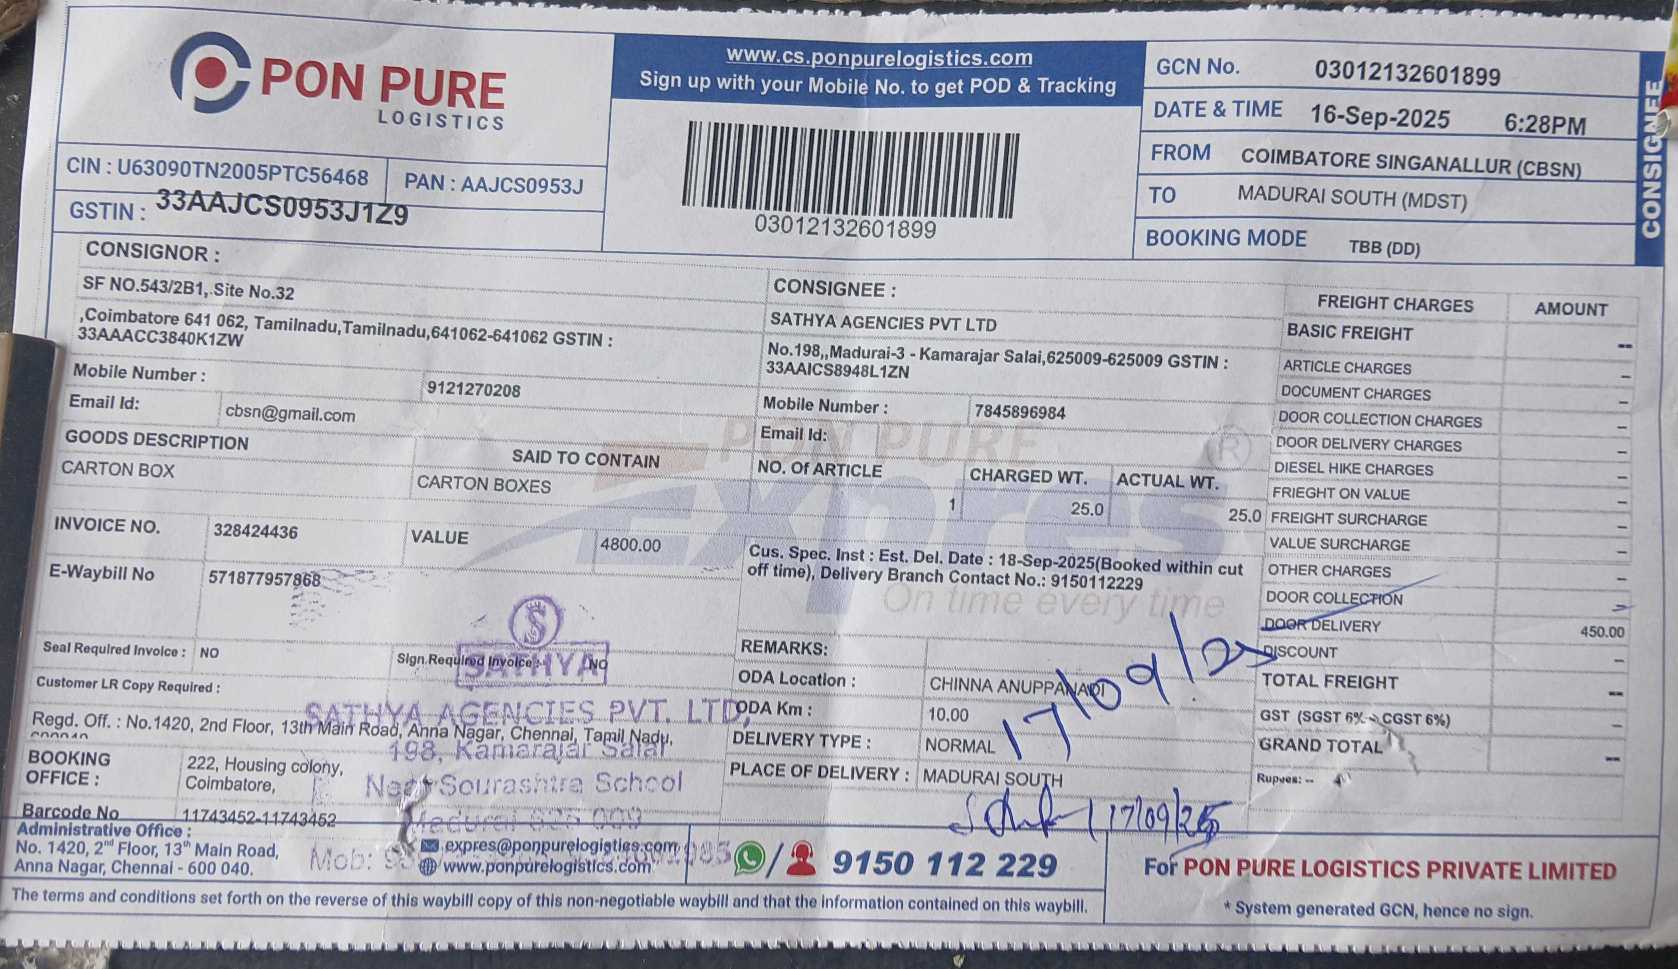 PON PURE
LOGISTICS
CIN : U63090TN2005PTC56468
PAN : AAJCS0953J
GSTIN : 33AAJCS0953J1Z9
www.cs.ponpurelogistics.com
Sign up with your Mobile No. to get POD & Tracking
03012132601899
GCN No. 03012132601899
DATE & TIME 16-Sep-2025 6:28PM
FROM COIMBATORE SINGANALLUR (CBSN)
TO MADURAI SOUTH (MDST)
BOOKING MODE TBB (DD)
CONSIGNEE
CONSIGNOR :
SF NO.543/2B1,.Site No.32
,Coimbatore 641 062, Tamilnadu,Tamilnadu,641062-641062 GSTIN :
33AAACC3840K1ZW
Mobile Number : 9121270208
Email Id: cbsn@gmail.com
CONSIGNEE :
SATHYA AGENCIES PVT LTD
No.198,,Madurai-3 - Kamarajar Salai,625009-625009 GSTIN :
33AAICS8948L1ZN
Mobile Number : 7845896984
Email Id:
GOODS DESCRIPTION SAID TO CONTAIN NO. Of ARTICLE CHARGED WT. ACTUAL WT.
CARTON BOX CARTON BOXES 1 25.0 25.0
INVOICE NO. 328424436 VALUE 4800.00
E-Waybill No 571877957868
Cus. Spec. Inst : Est. Del. Date : 18-Sep-2025(Booked within cut
off time), Delivery Branch Contact No.: 9150112229
PON PURE
Expres
®
On time every time
Seal Required Invoice : NO
Sign.Required Invoice : NO
Customer LR Copy Required :
Regd. Off. : No.1420, 2nd Floor, 13th Main Road, Anna Nagar, Chennai, Tamil Nadu,
BOOKING OFFICE : 222, Housing colony, Coimbatore,
Barcode No 11743452-11743452
REMARKS:
ODA Location : CHINNA ANUPPANADI
ODA Km : 10.00
DELIVERY TYPE : NORMAL
PLACE OF DELIVERY : MADURAI SOUTH
17/09/25
S
SATHYA
SATHYA AGENCIES PVT. LTD,
198, Kamarajar Salai
Near Sourashtra School
Madurai 625 009
Mob:
17/09/25
FREIGHT CHARGES AMOUNT
BASIC FREIGHT --
ARTICLE CHARGES –
DOCUMENT CHARGES –
DOOR COLLECTION CHARGES –
DOOR DELIVERY CHARGES –
DIESEL HIKE CHARGES –
FRIEGHT ON VALUE –
FREIGHT SURCHARGE –
VALUE SURCHARGE –
OTHER CHARGES –
DOOR COLLECTION
DOOR DELIVERY 450.00
DISCOUNT –
TOTAL FREIGHT --
GST (SGST 6% CGST 6%) –
GRAND TOTAL --
Rupees: --
Administrative Office :
No. 1420, 2nd Floor, 13th Main Road,
Anna Nagar, Chennai - 600 040.
expres@ponpurelogistics.com
www.ponpurelogistics.com
/ 9150 112 229
For PON PURE LOGISTICS PRIVATE LIMITED
* System generated GCN, hence no sign.
The terms and conditions set forth on the reverse of this waybill copy of this non-negotiable waybill and that the information contained on this waybill.